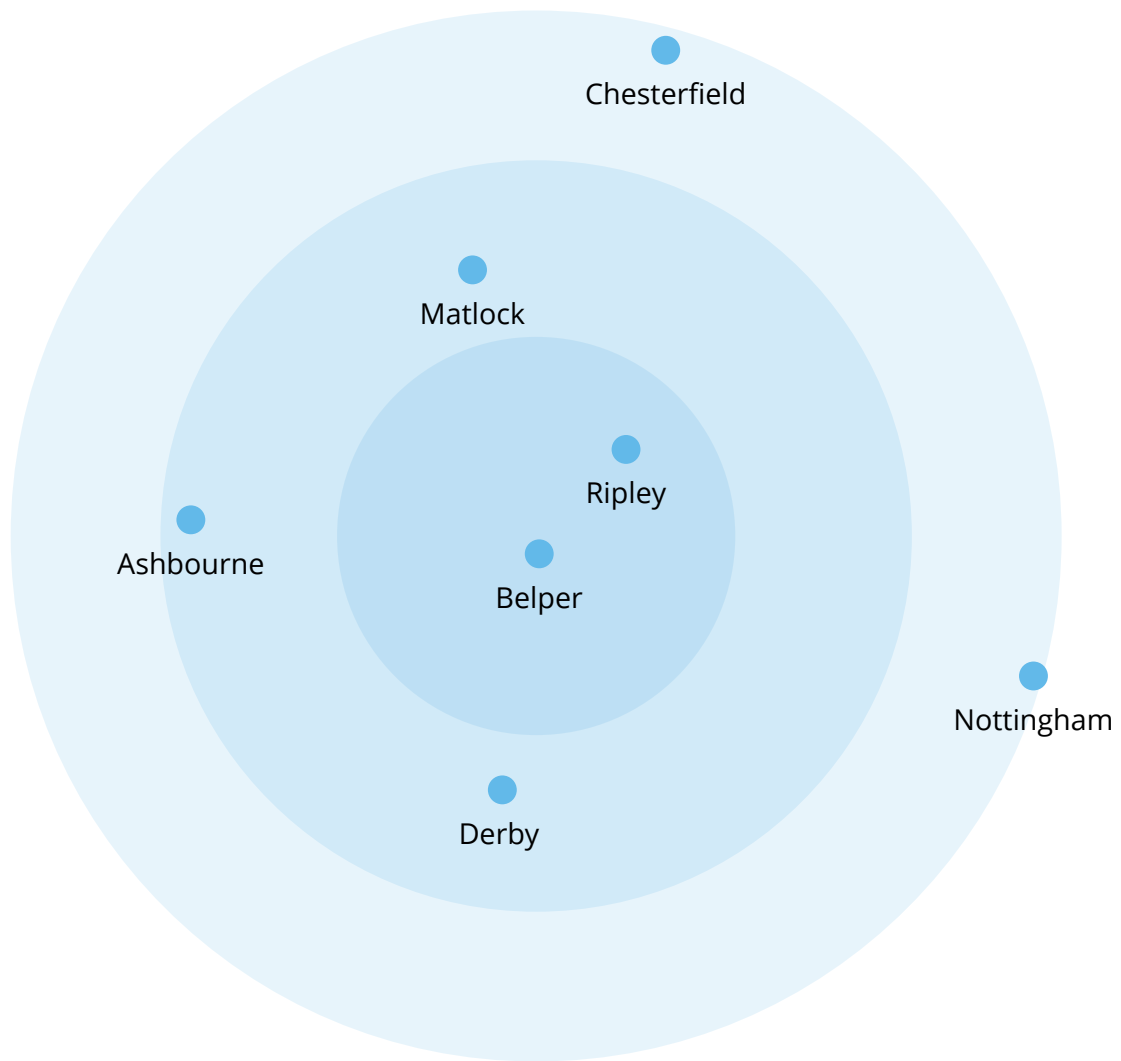 Chesterfield
Matlock
Ripley
Ashbourne
Belper
Nottingham
Derby